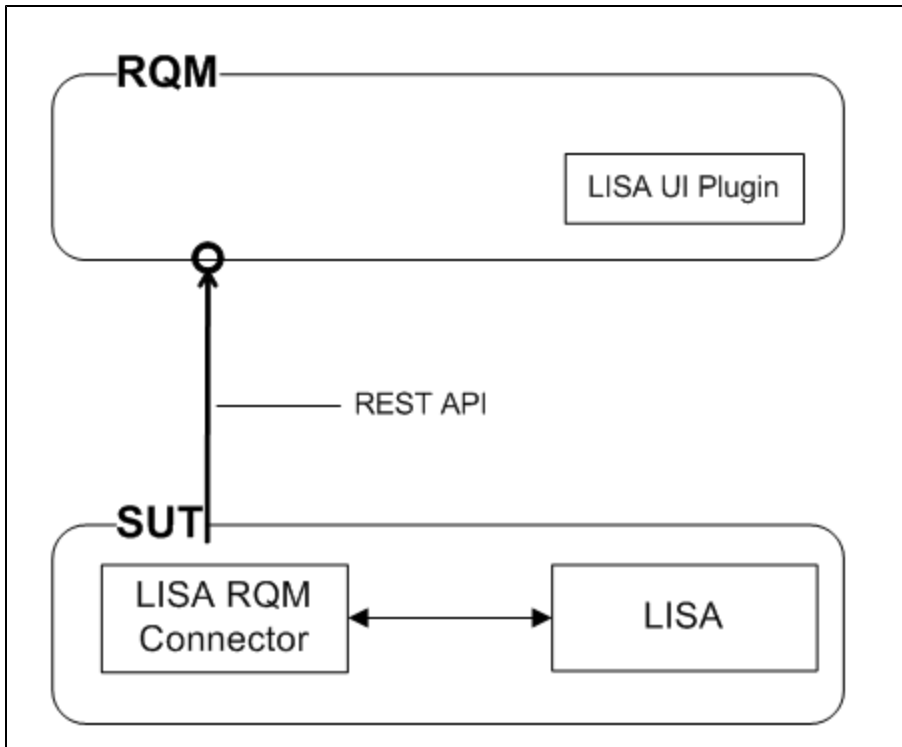 RQM
LISA UI Plugin
REST API
SUT
LISA RQM
Connector
LISA